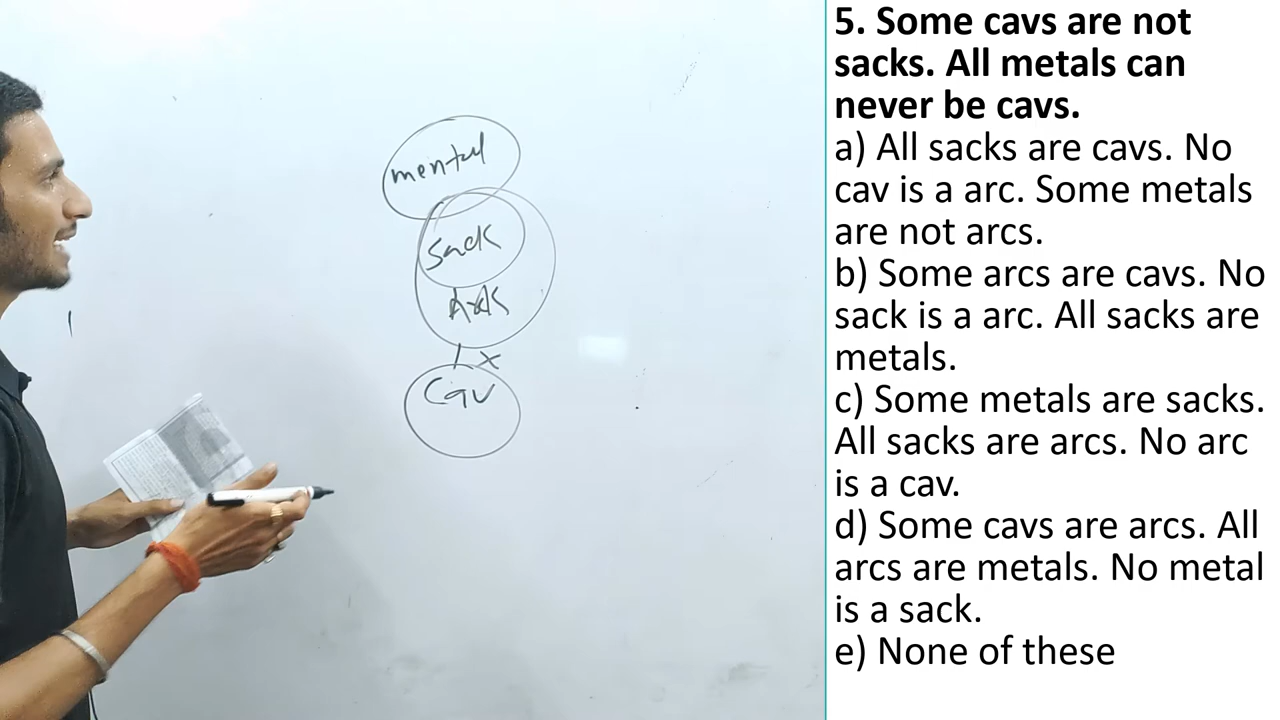 mental
Sack
Ark
Cav
5. Some cavs are not
sacks. All metals can
never be cavs.
a) All sacks are cavs. No
cav is a arc. Some metals
are not arcs.
b) Some arcs are cavs. No
sack is a arc. All sacks are
metals.
c) Some metals are sacks.
All sacks are arcs. No arc
is a cav.
d) Some cavs are arcs. All
arcs are metals. No metal
is a sack.
e) None of these